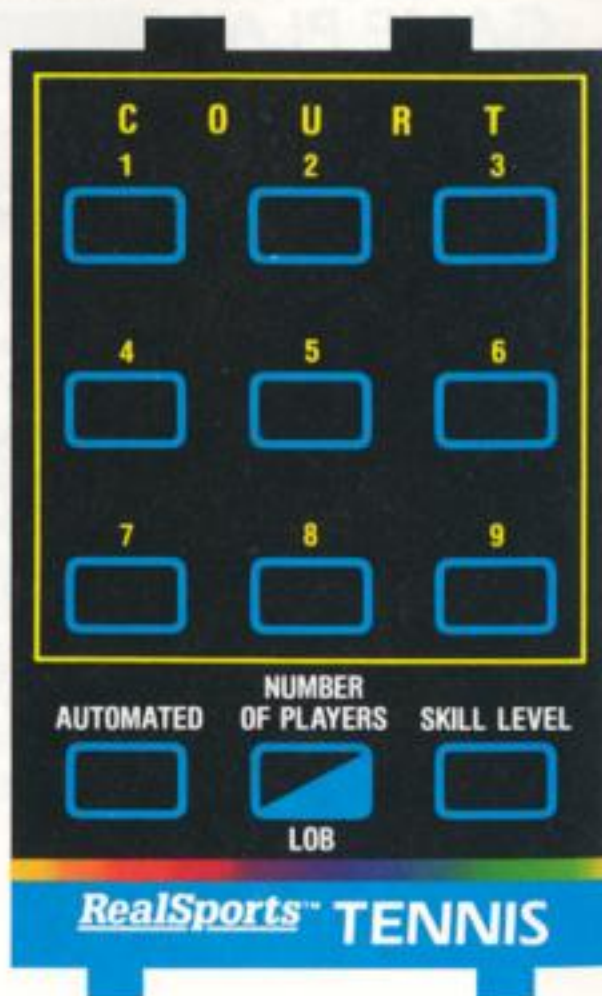 C O U R T
1 2 3
4 5 6
7 8 9
NUMBER
AUTOMATED OF PLAYERS SKILL LEVEL
LOB
RealSports™ TENNIS